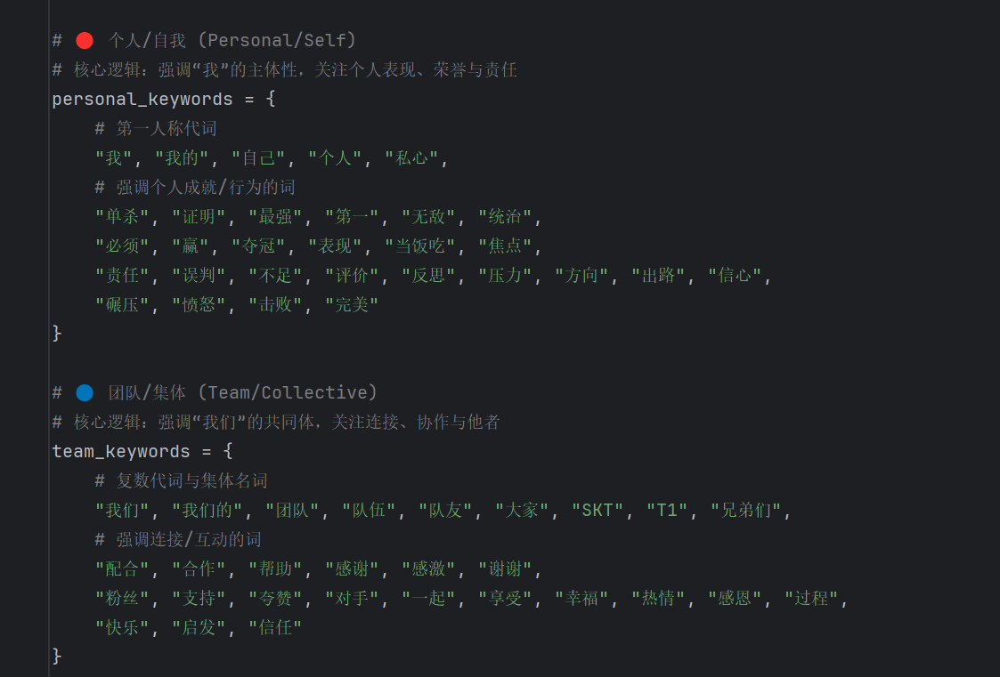 # 🔴 个人/自我 (Personal/Self)
# 核心逻辑：强调“我”的主体性，关注个人表现、荣誉与责任
personal_keywords = {
    # 第一人称代词
    "我", "我的", "自己", "个人", "私心",
    # 强调个人成就/行为的词
    "单杀", "证明", "最强", "第一", "无敌", "统治",
    "必须", "赢", "夺冠", "表现", "当饭吃", "焦点",
    "责任", "误判", "不足", "评价", "反思", "压力", "方向", "出路", "信心",
    "碾压", "愤怒", "击败", "完美"
}
# 🔵 团队/集体 (Team/Collective)
# 核心逻辑：强调“我们”的共同体，关注连接、协作与他者
team_keywords = {
    # 复数代词与集体名词
    "我们", "我们的", "团队", "队伍", "队友", "大家", "SKT", "T1", "兄弟们",
    # 强调连接/互动的词
    "配合", "合作", "帮助", "感谢", "感激", "谢谢",
    "粉丝", "支持", "夸赞", "对手", "一起", "享受", "幸福", "热情", "感恩", "过程",
    "快乐", "启发", "信任"
}